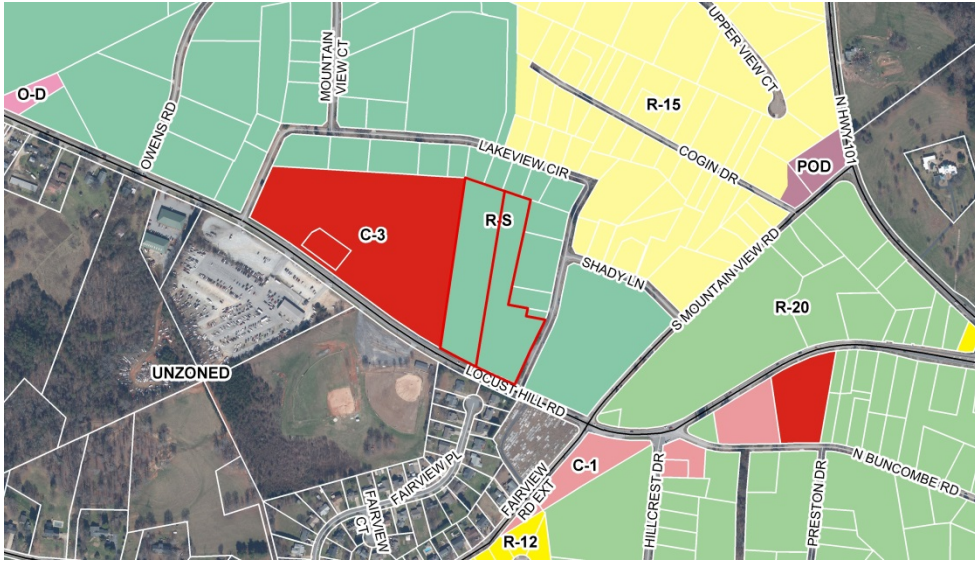 O-D
OWENS RD
MOUNTAIN
VIEW CT
UPPER VIEW CT
R-15
N HWY 101
COGIN DR
POD
LAKEVIEW CIR
C-3
R-S
SHADY LN
S MOUNTAIN VIEW RD
R-20
UNZONED
LOCUST HILL RD
FAIRVIEW PL
FAIRVIEW
CT
FAIRVIEW
RD EXT
C-1
HILLCREST DR
PRESTON DR
N BUNCOMBE RD
R-12